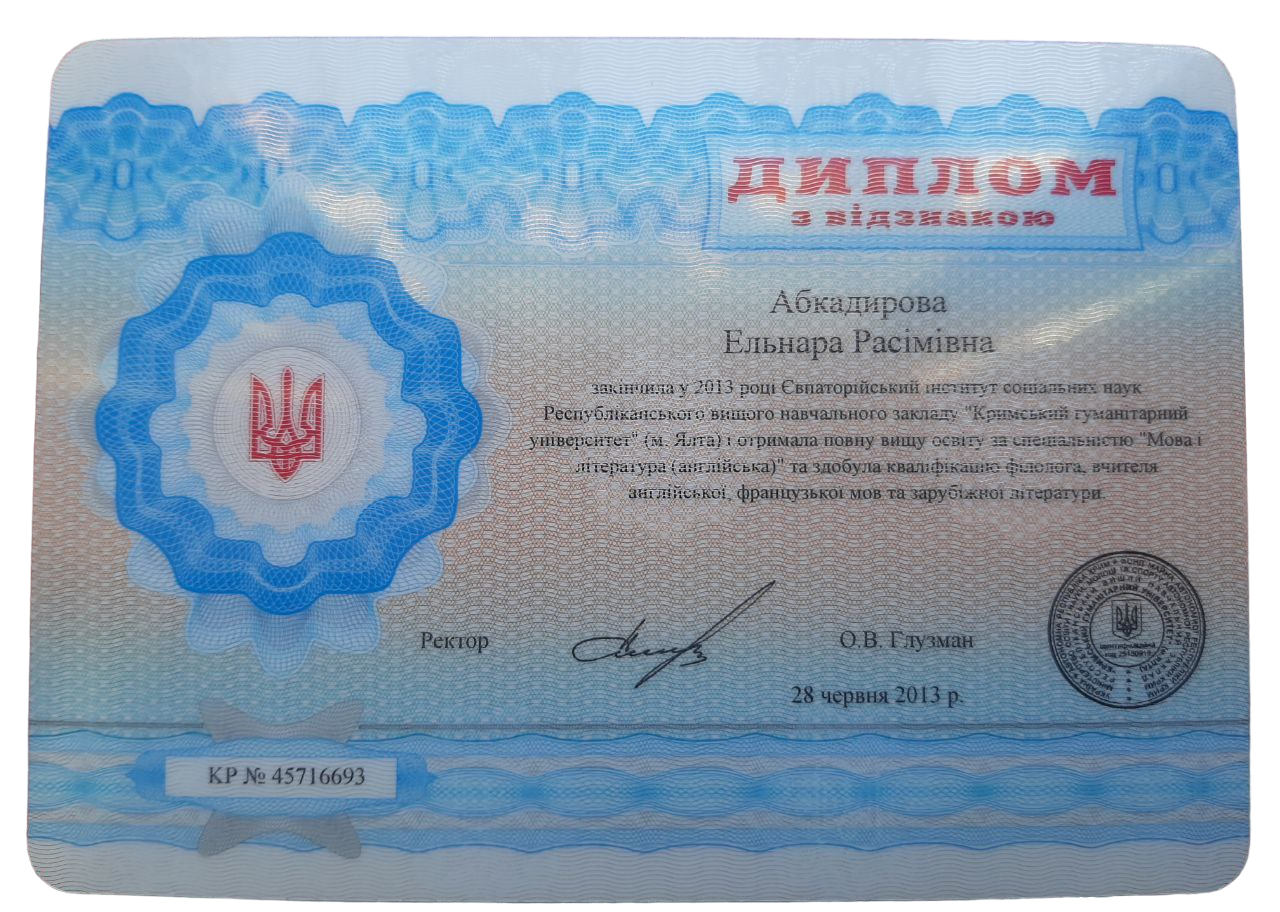 ДИПЛОМ
з відзнакою
Абкадирова
Ельнара Расімівна
закінчила у 2013 році Євпаторійський інститут соціальних наук
Республіканського вищого навчального закладу "Кримський гуманітарний
університет" (м. Ялта) і отримала повну вищу освіту за спеціальністю "Мова і
література (англійська)" та здобула кваліфікацію філолога, вчителя
англійської, французької мов та зарубіжної літератури.
Ректор
О.В. Глузман
28 червня 2013 р.
КР № 45716693